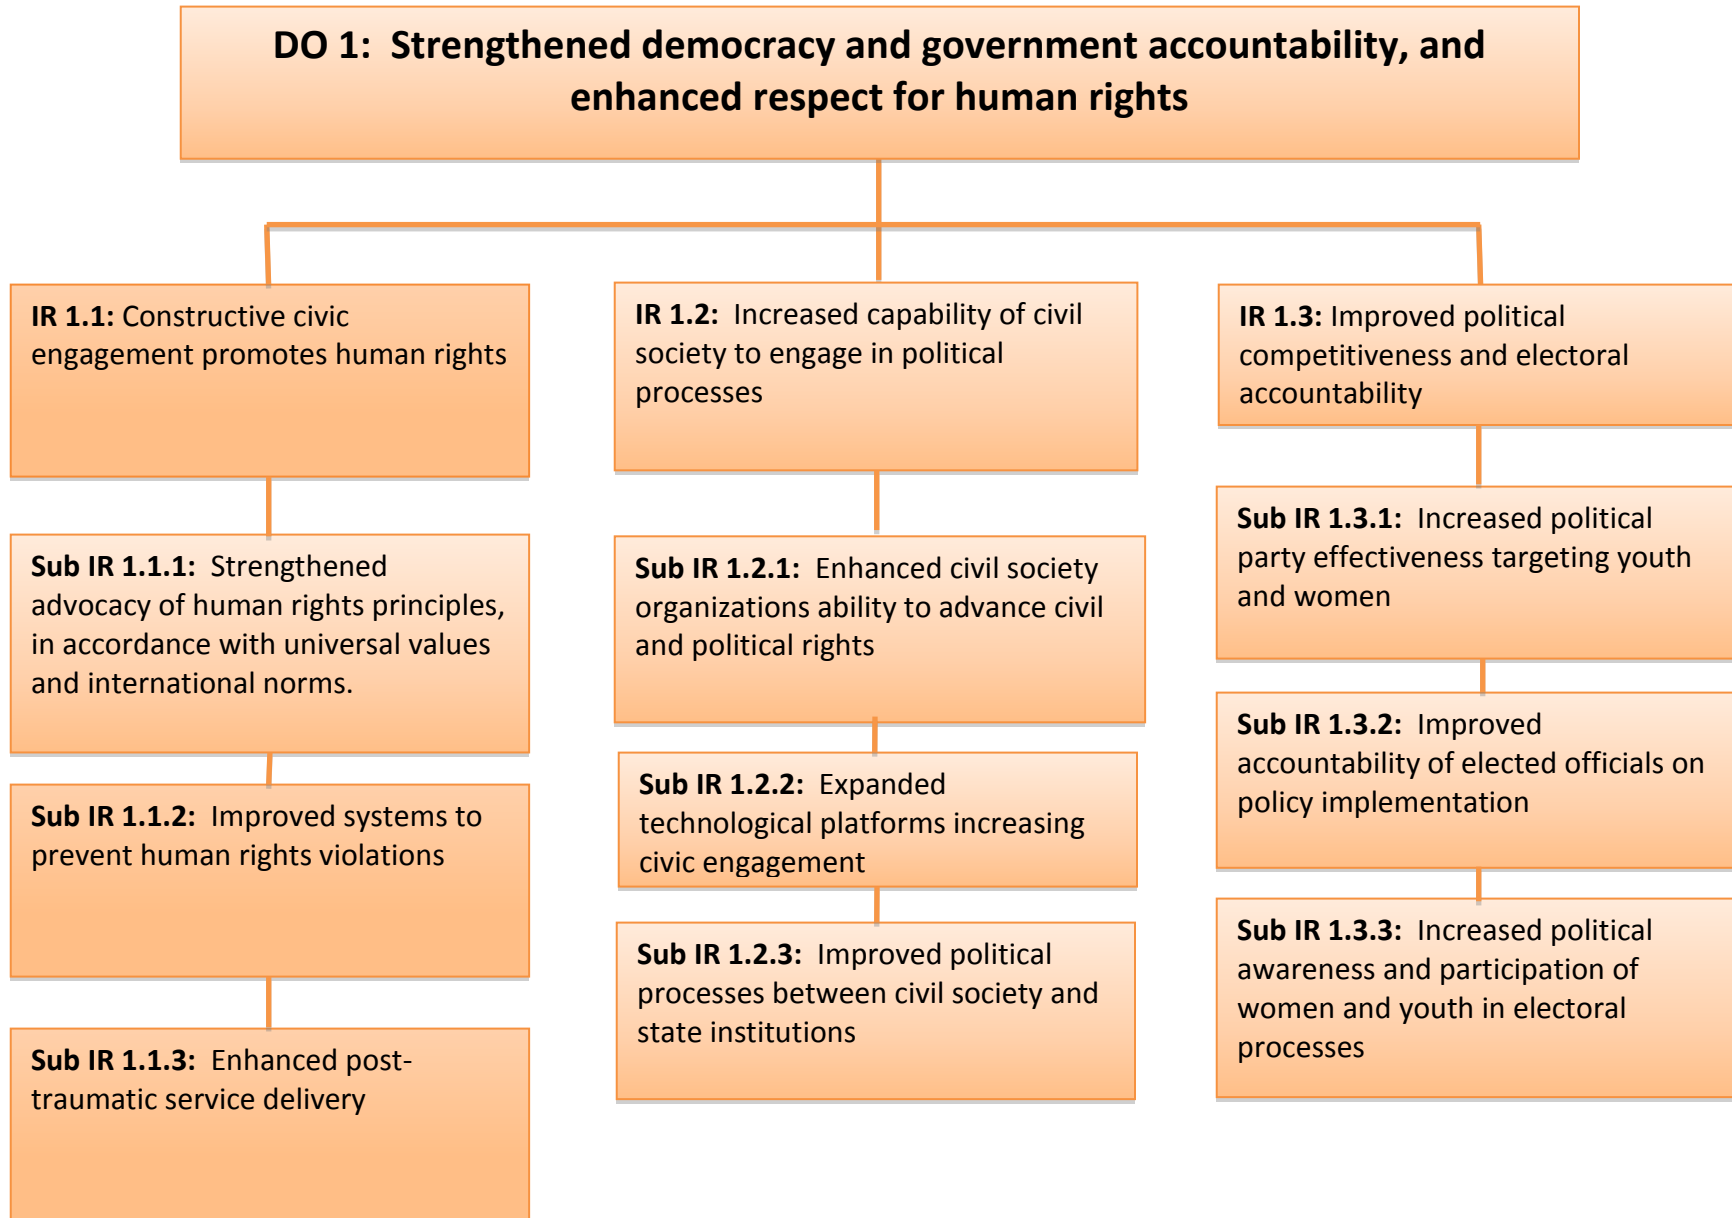 DO 1:  Strengthened democracy and government accountability, and
enhanced respect for human rights
IR 1.1: Constructive civic
engagement promotes human rights
Sub IR 1.1.1:  Strengthened
advocacy of human rights principles,
in accordance with universal values
and international norms.
Sub IR 1.1.2:  Improved systems to
prevent human rights violations
Sub IR 1.1.3:  Enhanced post-
traumatic service delivery
IR 1.2:  Increased capability of civil
society to engage in political
processes
Sub IR 1.2.1:  Enhanced civil society
organizations ability to advance civil
and political rights
Sub IR 1.2.2:  Expanded
technological platforms increasing
civic engagement
Sub IR 1.2.3:  Improved political
processes between civil society and
state institutions
IR 1.3: Improved political
competitiveness and electoral
accountability
Sub IR 1.3.1:  Increased political
party effectiveness targeting youth
and women
Sub IR 1.3.2:  Improved
accountability of elected officials on
policy implementation
Sub IR 1.3.3:  Increased political
awareness and participation of
women and youth in electoral
processes